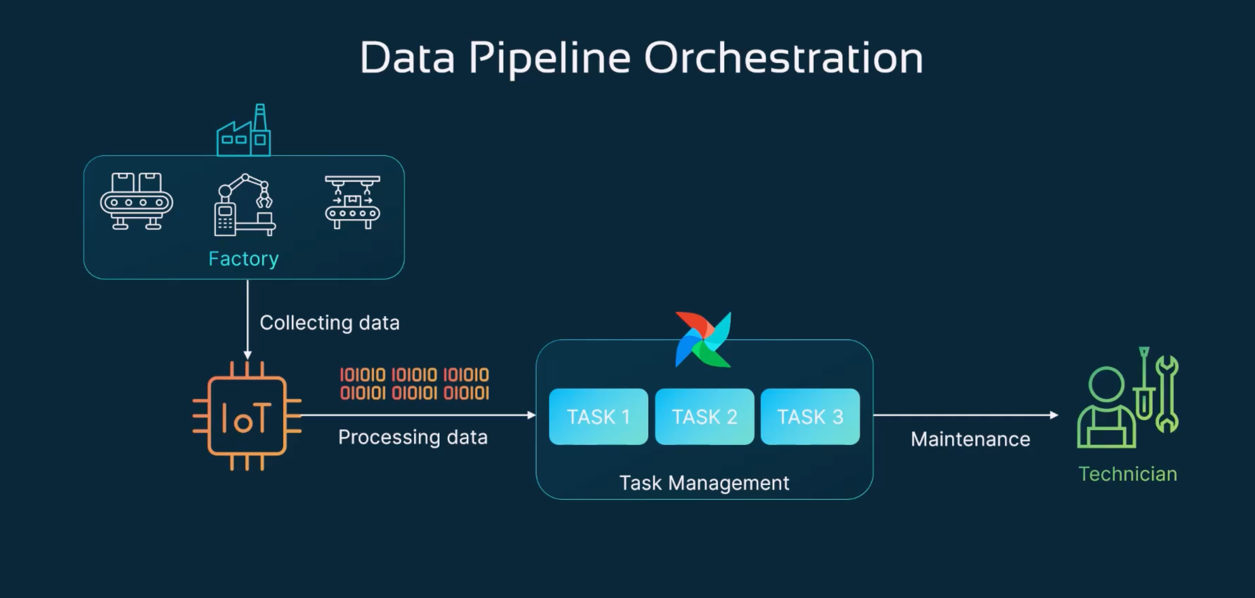 Data Pipeline Orchestration
Factory
Collecting data
IoT
101010 101010 101010
010101 010101 010101
Processing data
TASK 1
TASK 2
TASK 3
Task Management
Maintenance
Technician